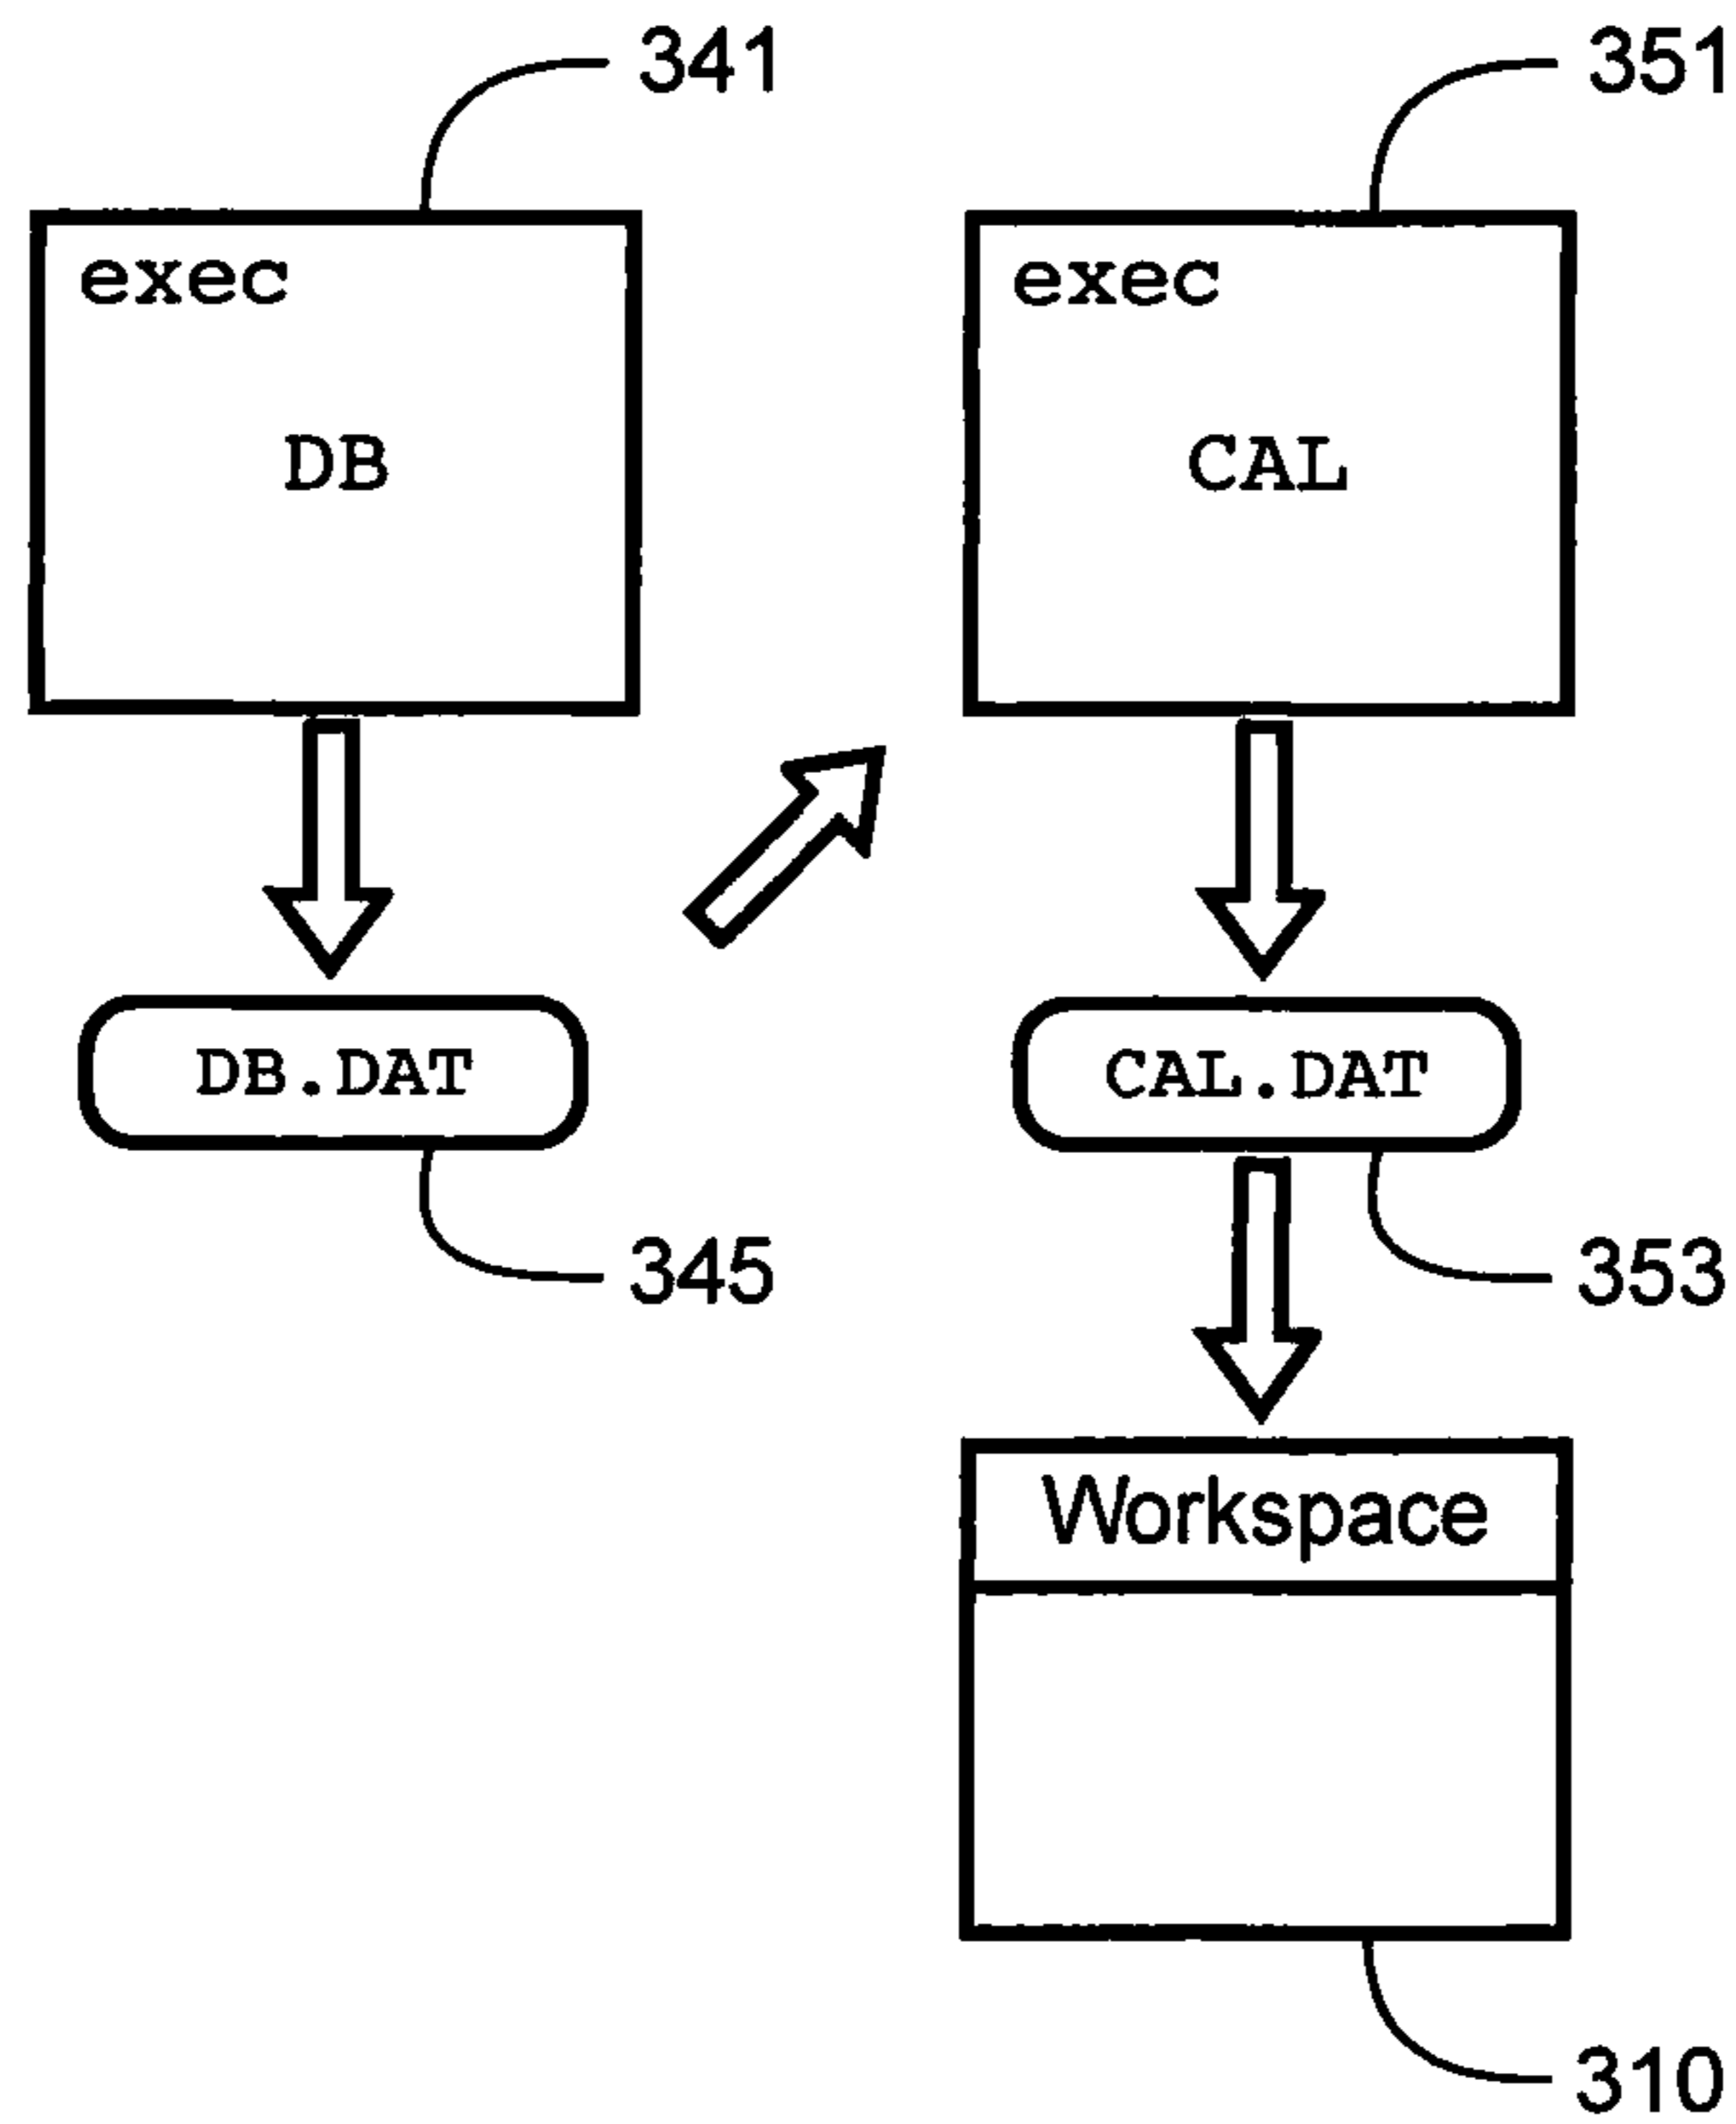 341
351
exec
exec
DB
CAL
DB.DAT
CAL.DAT
345
353
Workspace
310